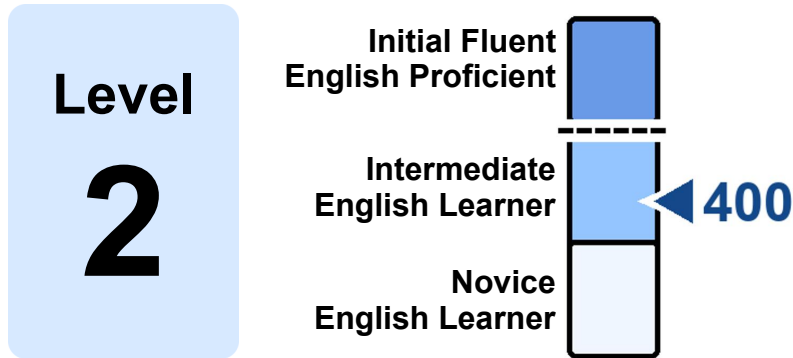 Level
2
Initial Fluent
English Proficient
Intermediate
English Learner
400
Novice
English Learner